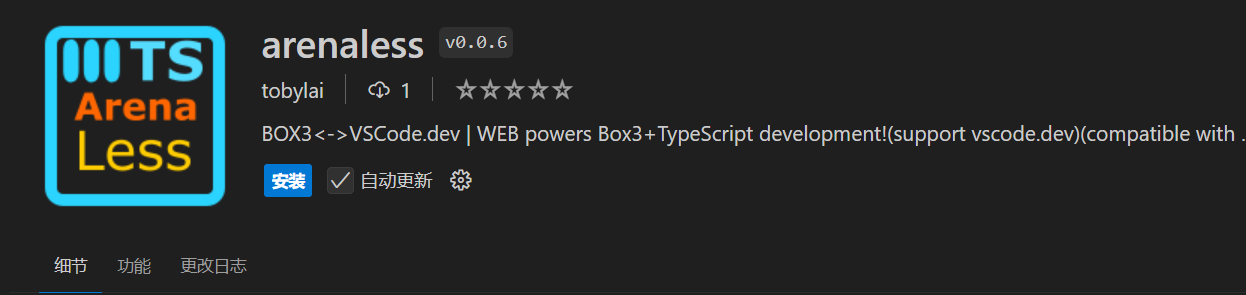 TS
Arena
Less
arenaless v0.0.6
tobylai 1
BOX3<->VSCode.dev | WEB powers Box3+TypeScript development!(support vscode.dev)(compatible with .
安装 自动更新
细节 功能 更改日志